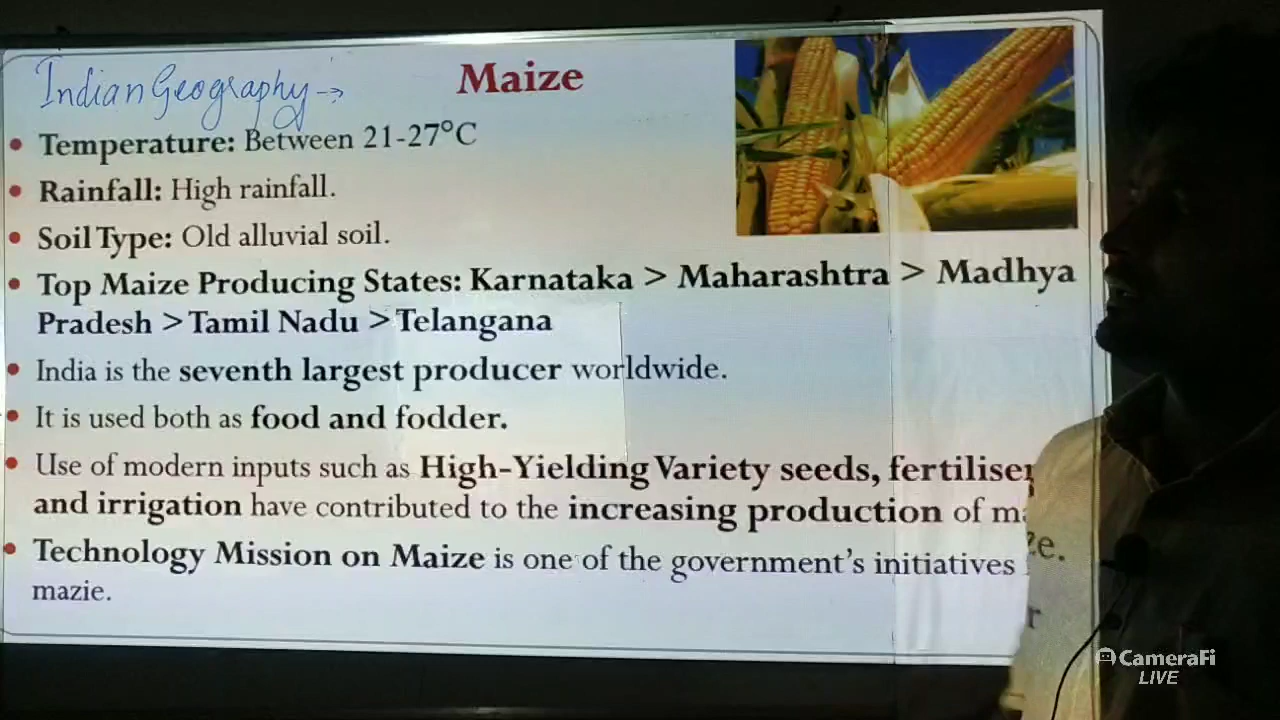 Indian Geography →
Maize
• Temperature: Between 21-27°C
• Rainfall: High rainfall.
• Soil Type: Old alluvial soil.
• Top Maize Producing States: Karnataka > Maharashtra > Madhya
Pradesh > Tamil Nadu > Telangana
• India is the seventh largest producer worldwide.
• It is used both as food and fodder.
• Use of modern inputs such as High-Yielding Variety seeds, fertiliser
and irrigation have contributed to the increasing production of
• Technology Mission on Maize is one of the government's initiatives
mazie.
CameraFi
LIVE